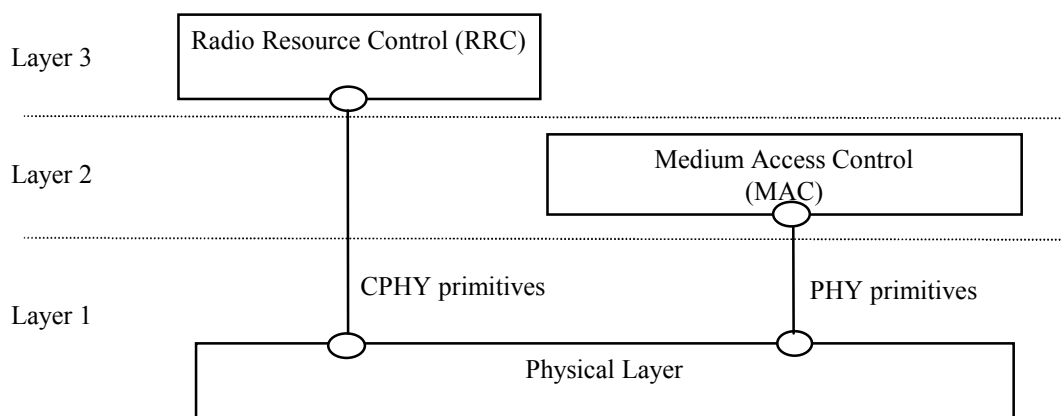 Radio Resource Control (RRC)
Layer 3
Medium Access Control
(MAC)
Layer 2
CPHY primitives
PHY primitives
Layer 1
Physical Layer